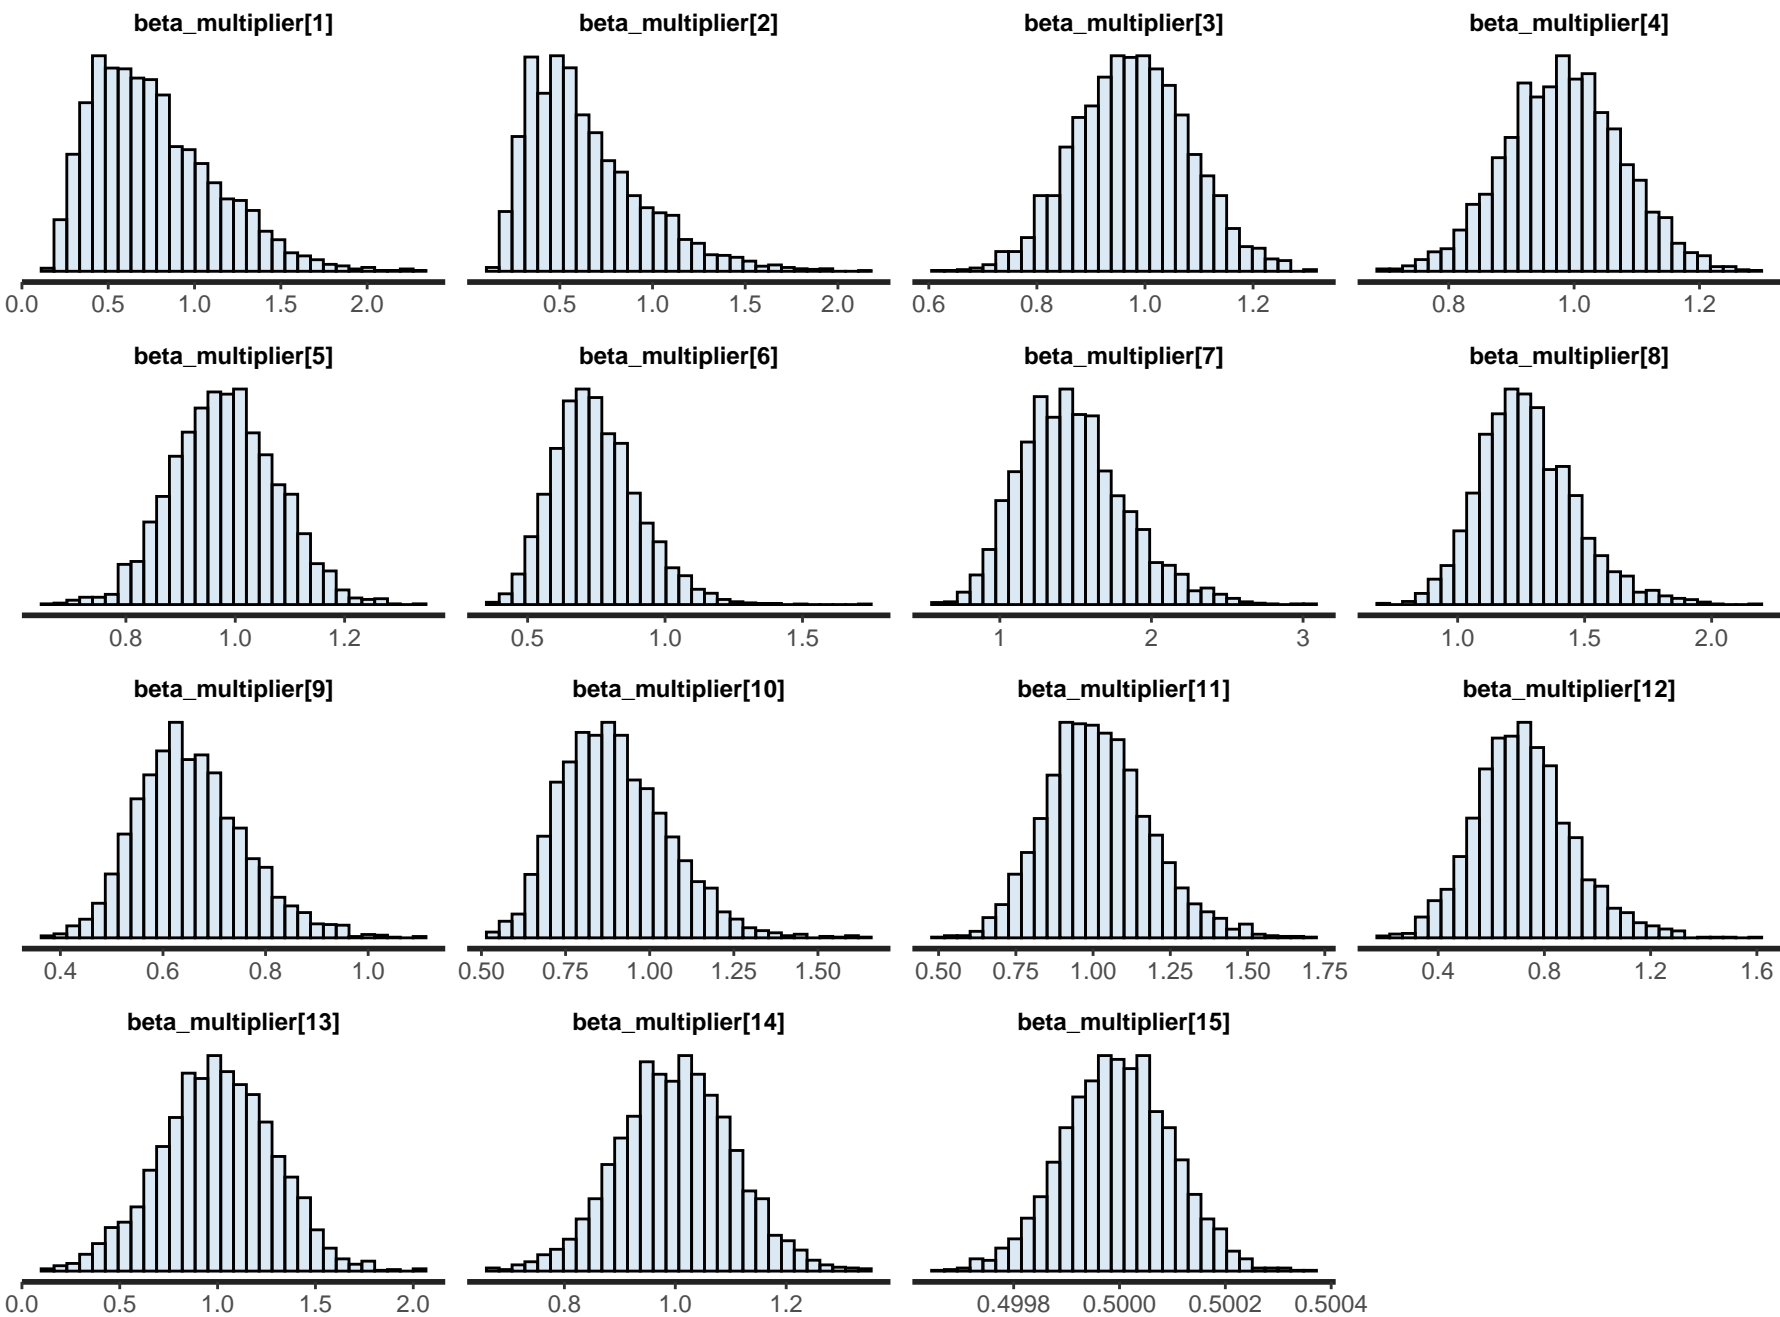 beta_multiplier[1] beta_multiplier[2] beta_multiplier[3] beta_multiplier[4]
0.0 0.5 1.0 1.5 2.0 0.5 1.0 1.5 2.0 0.6 0.8 1.0 1.2 0.8 1.0 1.2
beta_multiplier[5] beta_multiplier[6] beta_multiplier[7] beta_multiplier[8]
0.8 1.0 1.2 0.5 1.0 1.5 1 2 3 1.0 1.5 2.0
beta_multiplier[9] beta_multiplier[10] beta_multiplier[11] beta_multiplier[12]
0.4 0.6 0.8 1.0 0.50 0.75 1.00 1.25 1.50 0.50 0.75 1.00 1.25 1.50 1.75 0.4 0.8 1.2 1.6
beta_multiplier[13] beta_multiplier[14] beta_multiplier[15]
0.0 0.5 1.0 1.5 2.0 0.8 1.0 1.2 0.4998 0.5000 0.5002 0.5004